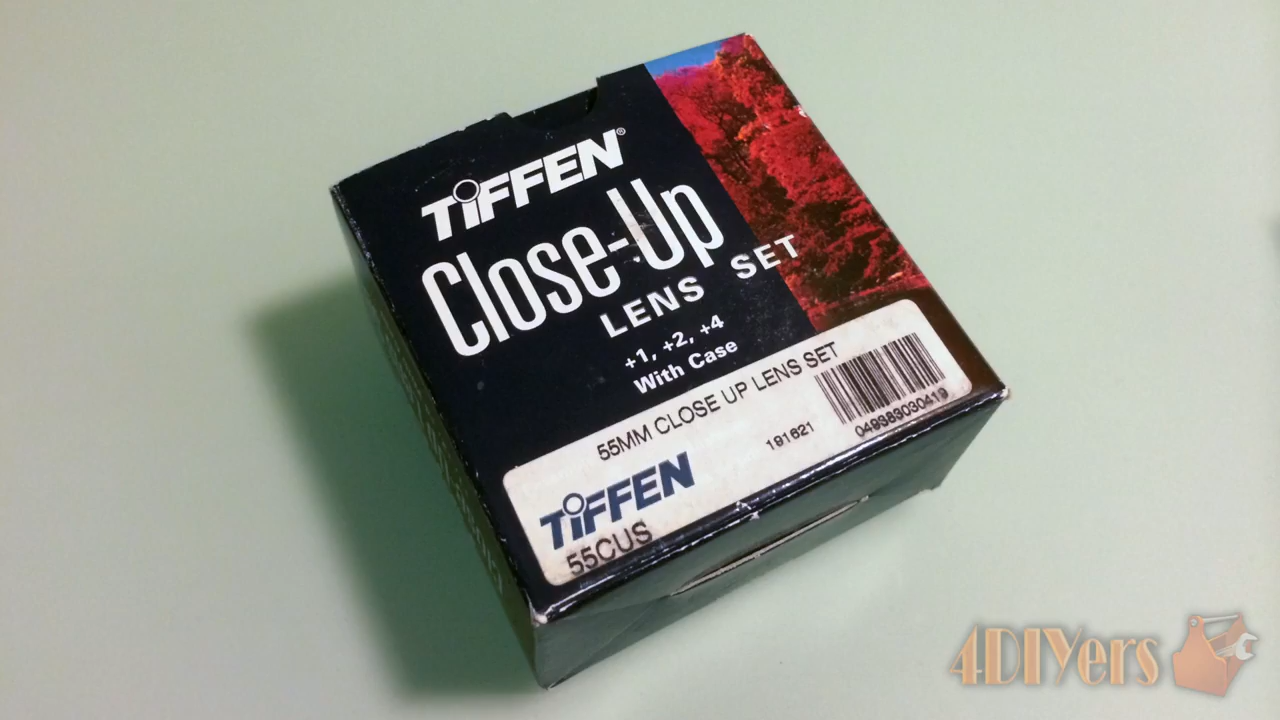 TiFFEN®
Close-Up
LENS SET
+1, +2, +4
With Case
55MM CLOSE UP LENS SET
191621
049383030419
TiFFEN
55CUS
4DIYers